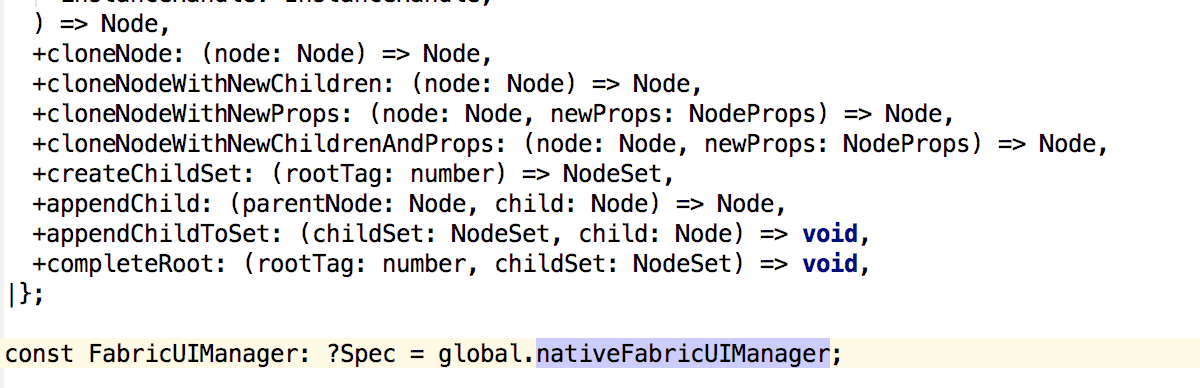 ) => Node,
+cloneNode: (node: Node) => Node,
+cloneNodeWithNewChildren: (node: Node) => Node,
+cloneNodeWithNewProps: (node: Node, newProps: NodeProps) => Node,
+cloneNodeWithNewChildrenAndProps: (node: Node, newProps: NodeProps) => Node,
+createChildSet: (rootTag: number) => NodeSet,
+appendChild: (parentNode: Node, child: Node) => Node,
+appendChildToSet: (childSet: NodeSet, child: Node) => void,
+completeRoot: (rootTag: number, childSet: NodeSet) => void,
|};
const FabricUIManager: ?Spec = global.nativeFabricUIManager;